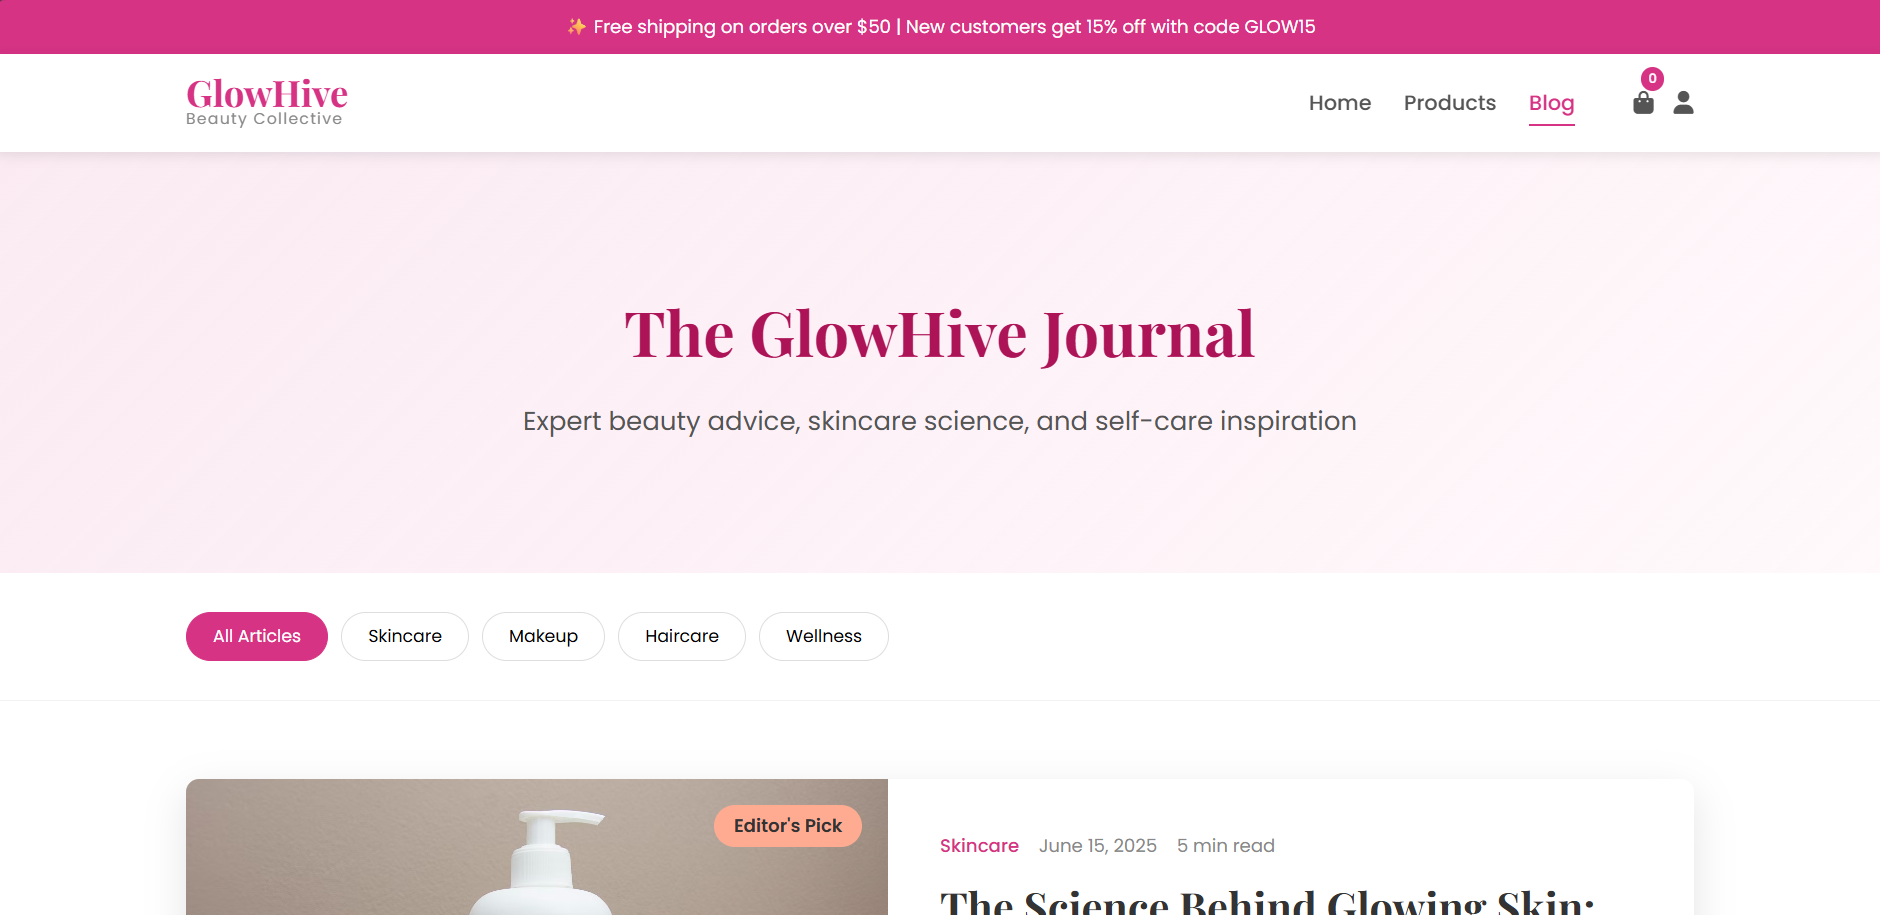 ✨ Free shipping on orders over $50 | New customers get 15% off with code GLOW15
GlowHive
Beauty Collective
Home Products Blog 0
The GlowHive Journal
Expert beauty advice, skincare science, and self-care inspiration
All Articles Skincare Makeup Haircare Wellness
Editor's Pick
Skincare June 15, 2025 5 min read
The Science Behind Glowing Skin: